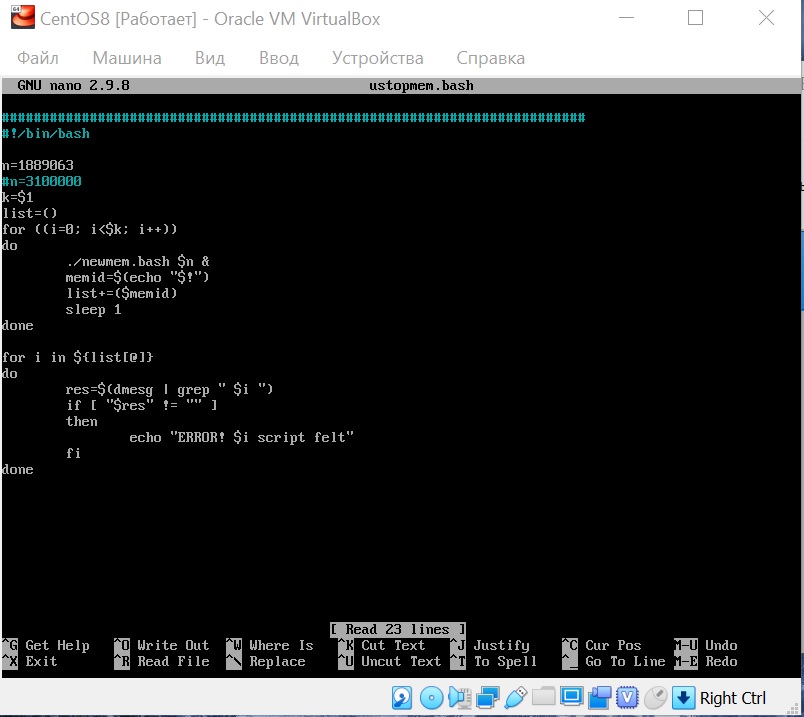 CentOS8 [Работает] - Oracle VM VirtualBox
Файл Машина Вид Ввод Устройства Справка
GNU nano 2.9.8 ustopmem.bash
#########################################################################
#!/bin/bash
n=1889063
#n=3100000
k=$1
list=()
for ((i=0; i<$k; i++))
do
./newmem.bash $n &
memid=$(echo "$!")
list+=($memid)
sleep 1
done
for i in ${list[@]}
do
res=$(dmesg | grep " $i ")
if [ "$res" != "" ]
then
echo "ERROR! $i script felt"
fi
done
[ Read 23 lines ]
^G Get Help ^O Write Out ^W Where Is ^K Cut Text ^J Justify ^C Cur Pos M-U Undo
^X Exit ^R Read File ^\ Replace ^U Uncut Text ^T To Spell ^_ Go To Line M-E Redo
Right Ctrl